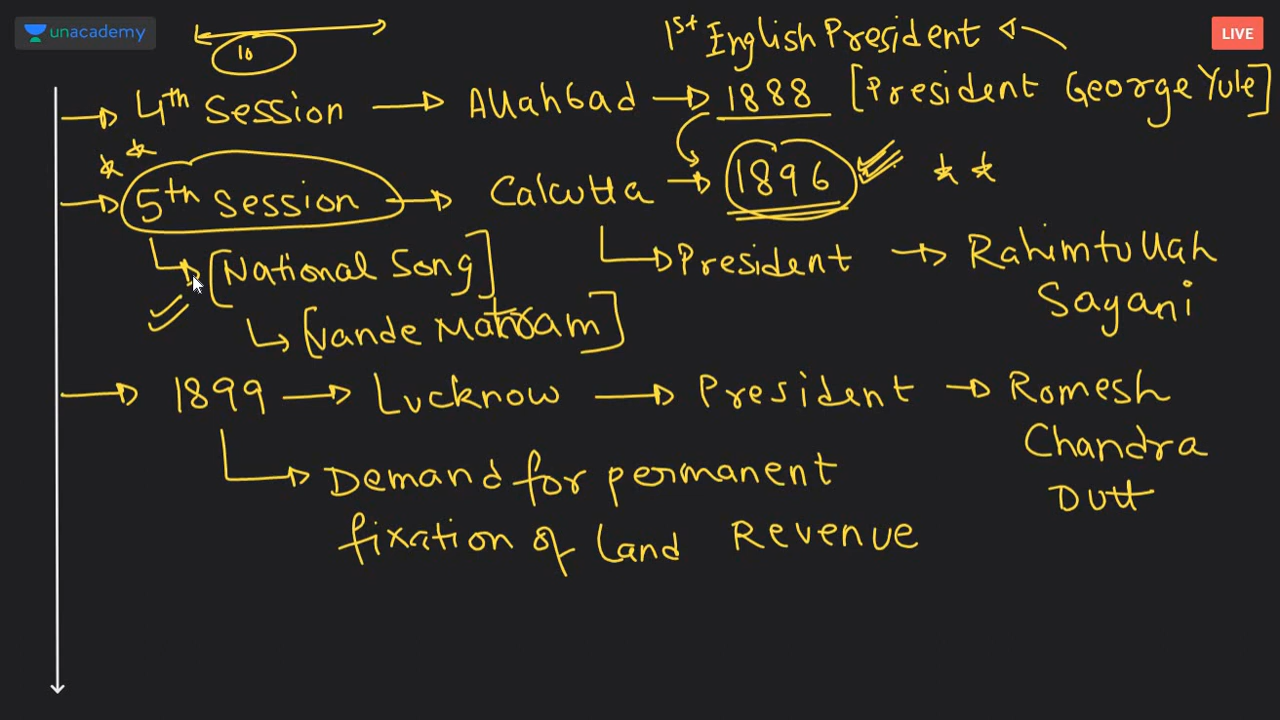 unacademy
LIVE
10
1st English President
4th Session → Allahbad → 1888 [President George Yule]
5th Session → Calcutta → 1896
[National Song]
President → Rahimtullah Sayani
[Vande Matram]
1899 → Lucknow → President → Romesh Chandra Dutt
Demand for permanent
fixation of land Revenue